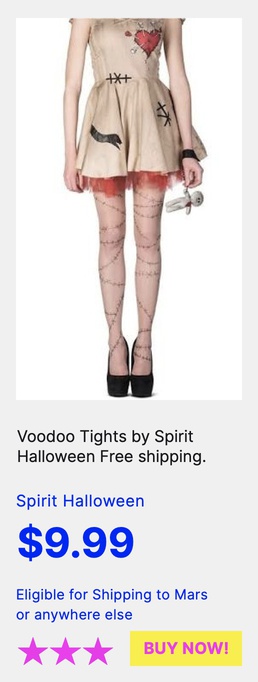 Voodoo Tights by Spirit
Halloween Free shipping.
Spirit Halloween
$9.99
Eligible for Shipping to Mars
or anywhere else
BUY NOW!